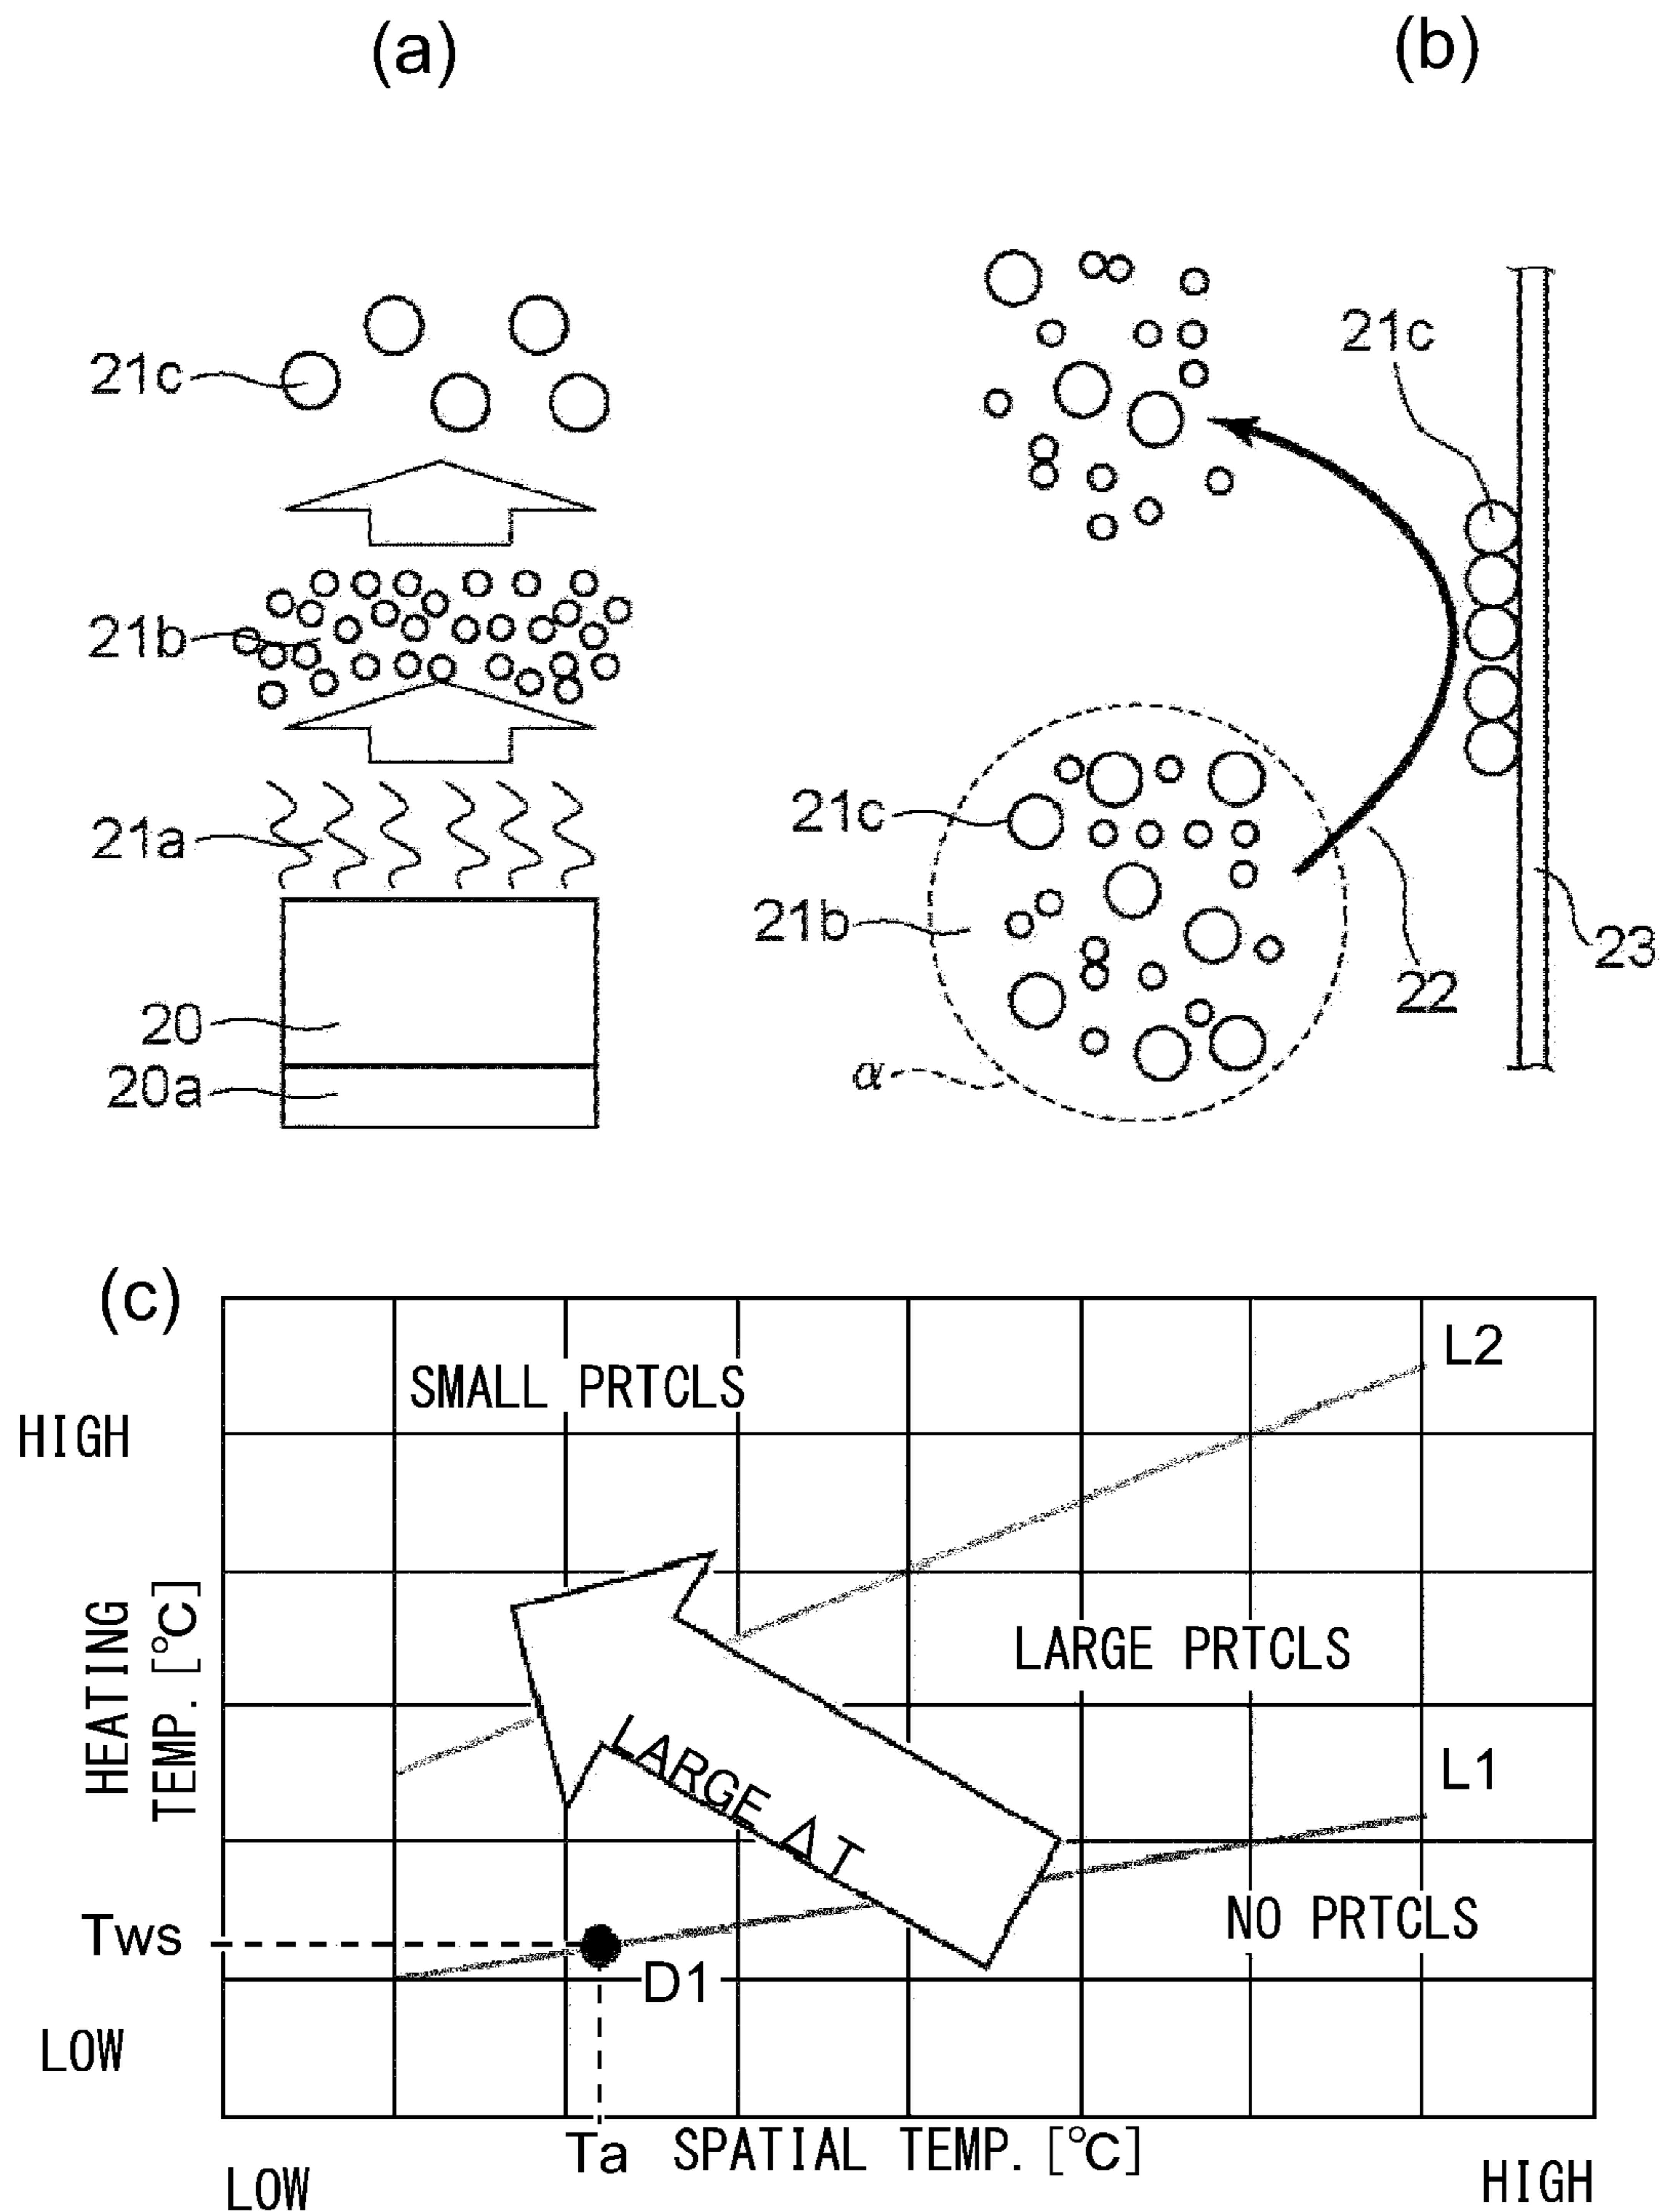 (a)
(b)
21c
21c
21b
21a
21c
21b
20
22
23
20a
α
(c)
L2
SMALL PRTCLS
HIGH
HEATING
TEMP. [℃]
LARGE PRTCLS
LARGE ΔT
L1
NO PRTCLS
Tws
D1
LOW
Ta
SPATIAL TEMP. [℃]
LOW
HIGH